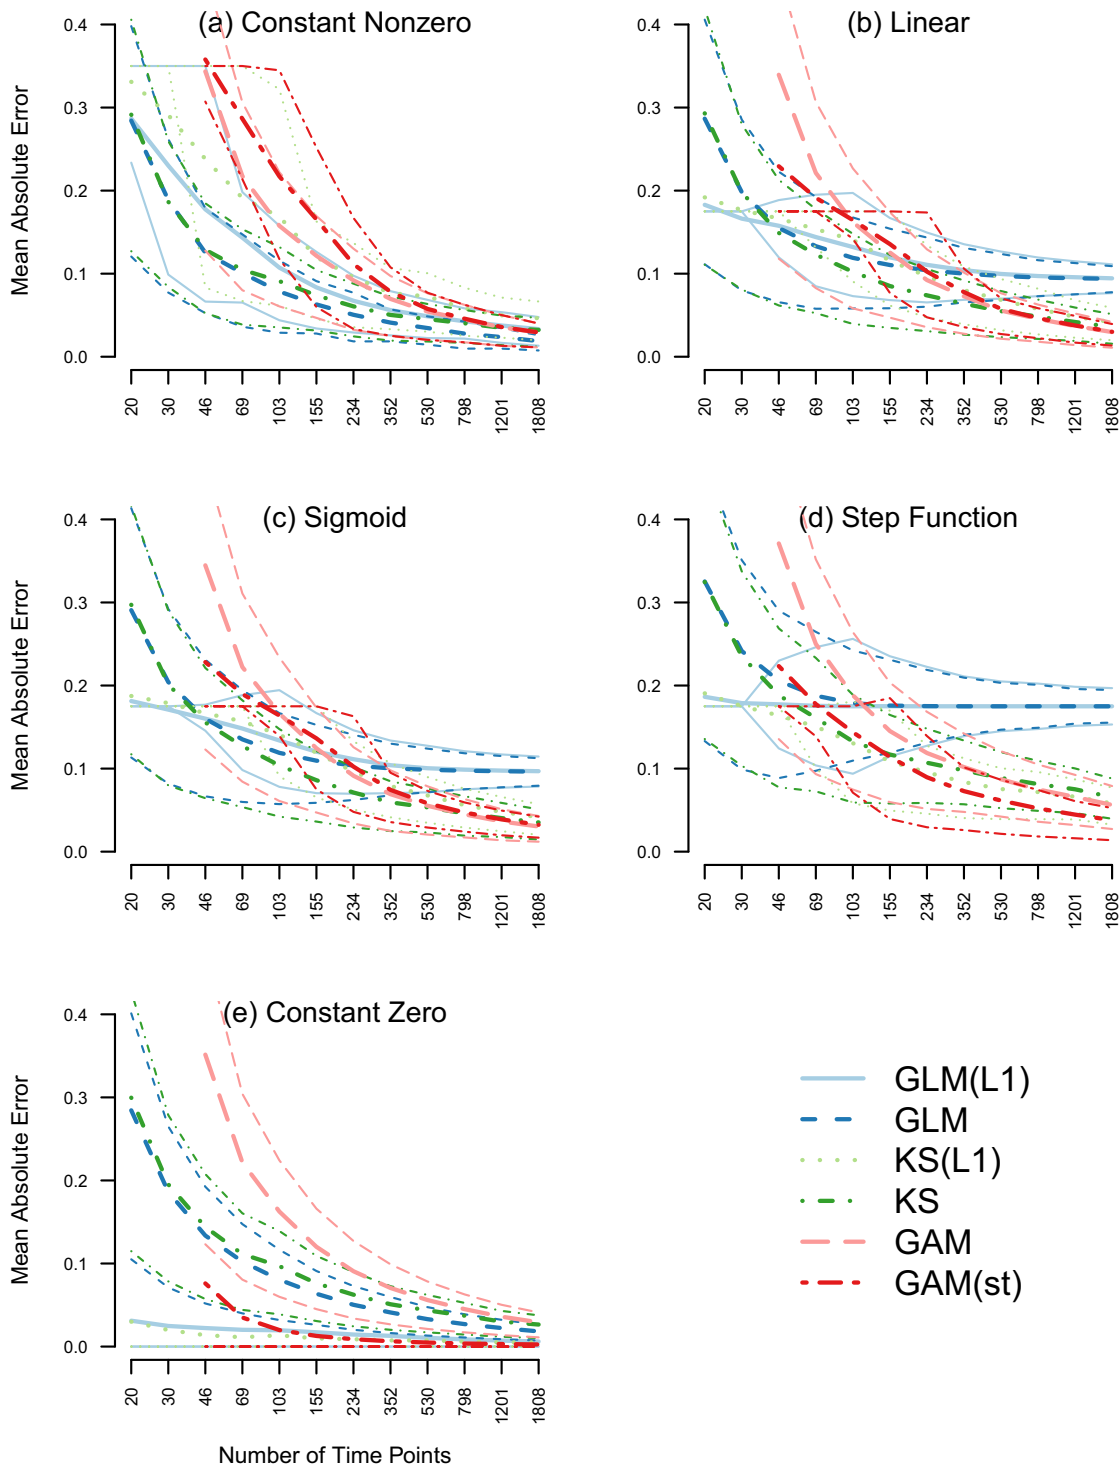 (a) Constant Nonzero
Mean Absolute Error
0.4
0.3
0.2
0.1
0.0
20 30 46 69 103 155 234 352 530 798 1201 1808
(b) Linear
Mean Absolute Error
0.4
0.3
0.2
0.1
0.0
20 30 46 69 103 155 234 352 530 798 1201 1808
(c) Sigmoid
Mean Absolute Error
0.4
0.3
0.2
0.1
0.0
20 30 46 69 103 155 234 352 530 798 1201 1808
(d) Step Function
Mean Absolute Error
0.4
0.3
0.2
0.1
0.0
20 30 46 69 103 155 234 352 530 798 1201 1808
(e) Constant Zero
Mean Absolute Error
0.4
0.3
0.2
0.1
0.0
20 30 46 69 103 155 234 352 530 798 1201 1808
Number of Time Points
GLM(L1)
GLM
KS(L1)
KS
GAM
GAM(st)